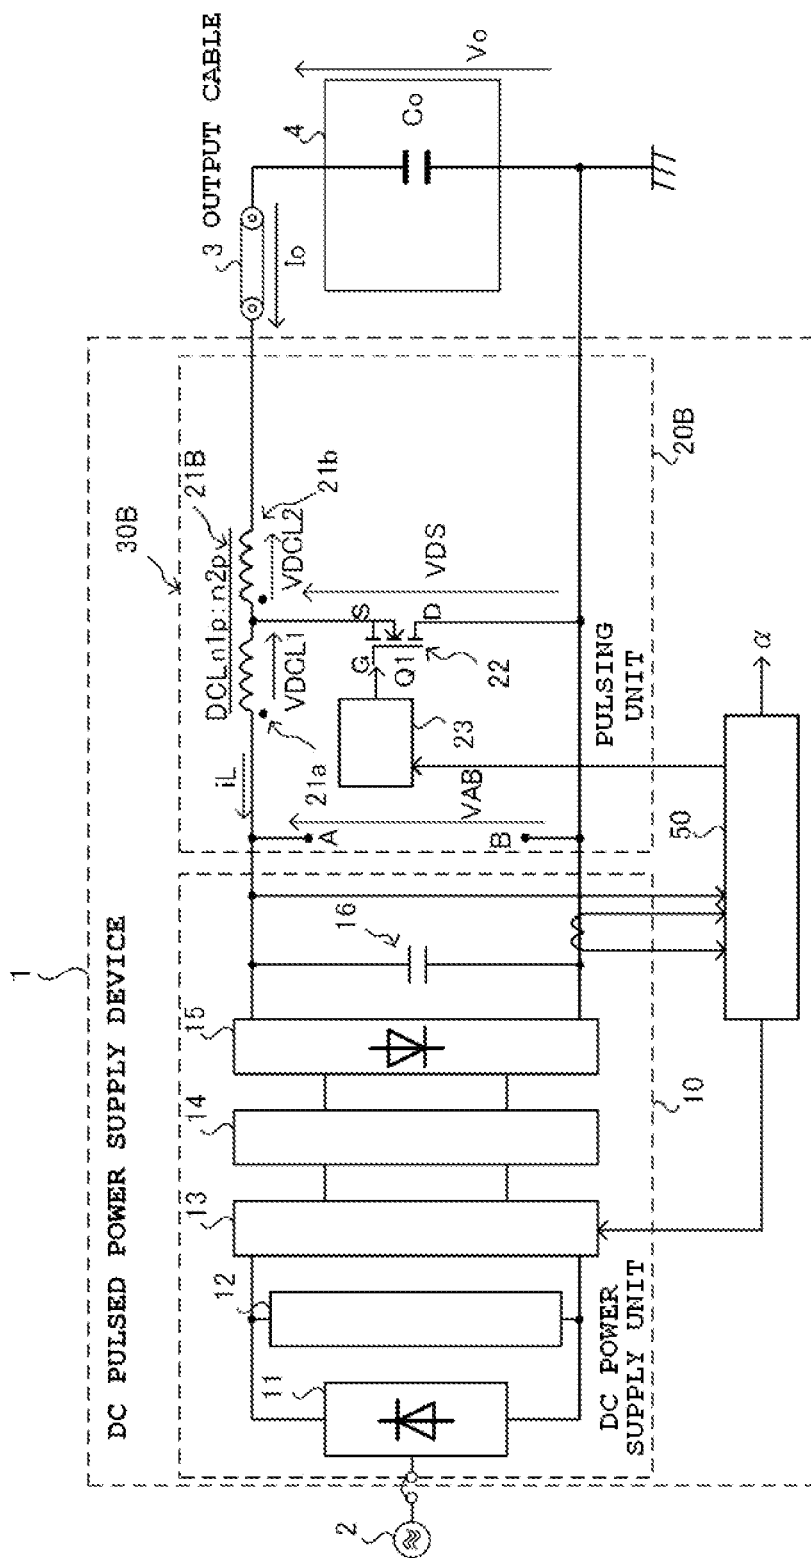 1
DC PULSED POWER SUPPLY DEVICE
30B
21B
DCL n1p:n2p
21b
3 OUTPUT CABLE
iL
VDCL1
VDCL2
Io
21a
A
S
G
Q1
D
22
23
VDS
VAB
B
4
Co
Vo
2
11
12
13
14
15
16
DC POWER
SUPPLY UNIT
10
PULSING
UNIT
20B
50
α